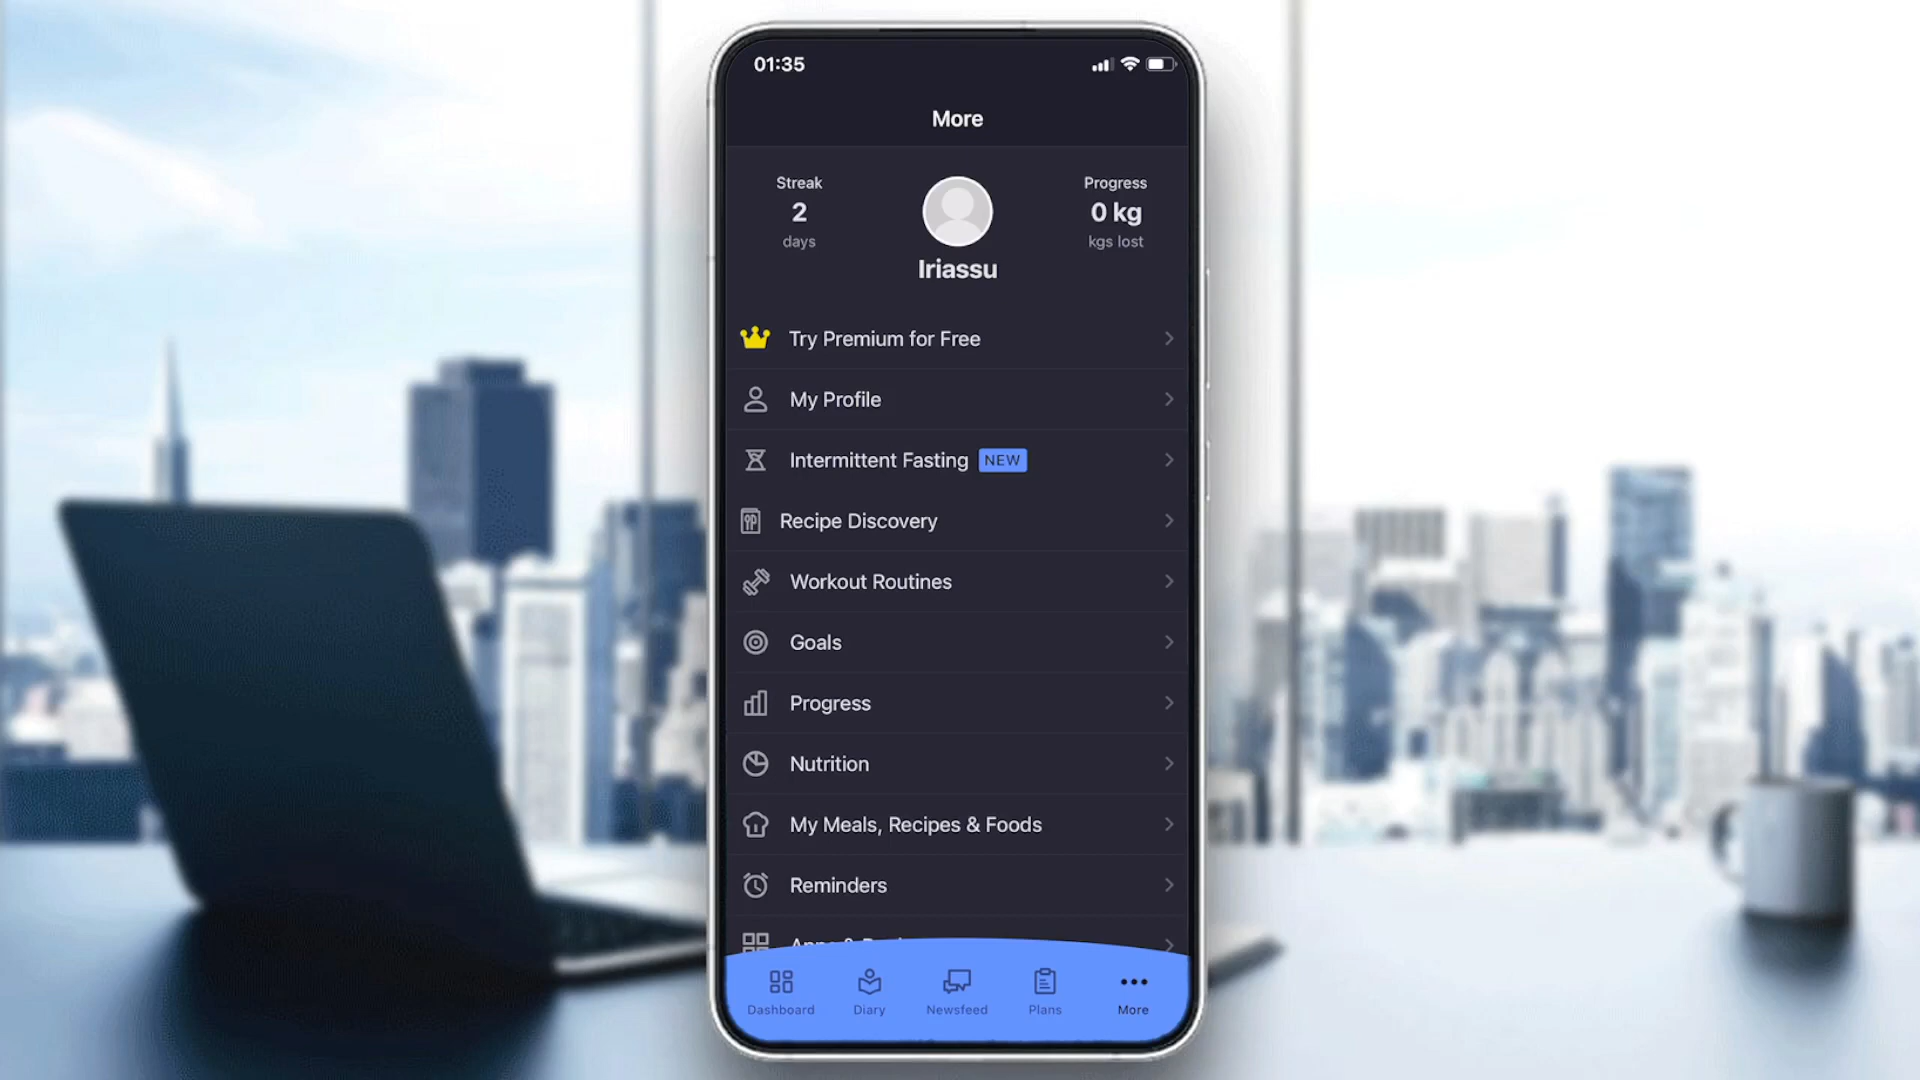 01:35
More
Streak
2
days
Progress
0 kg
kgs lost
Iriassu
Try Premium for Free
My Profile
Intermittent Fasting NEW
Recipe Discovery
Workout Routines
Goals
Progress
Nutrition
My Meals, Recipes & Foods
Reminders
Dashboard
Diary
Newsfeed
Plans
More